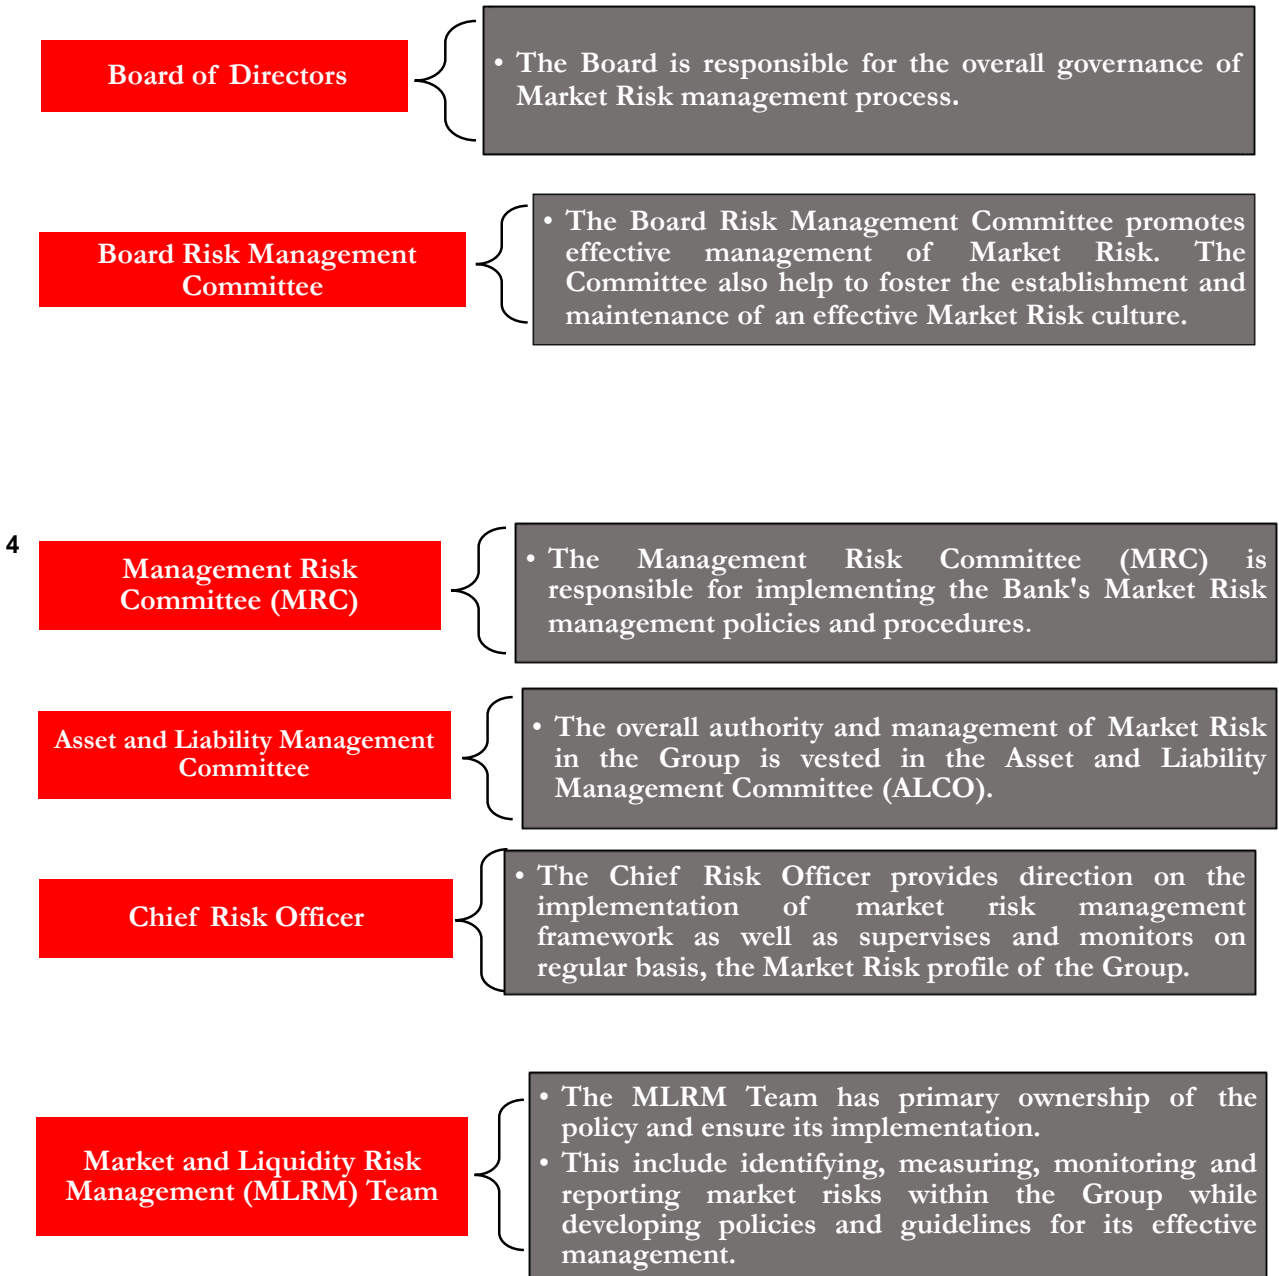 Board of Directors
• The Board is responsible for the overall governance of
Market Risk management process.
Board Risk Management
Committee
• The Board Risk Management Committee promotes
effective management of Market Risk. The
Committee also help to foster the establishment and
maintenance of an effective Market Risk culture.
4
Management Risk
Committee (MRC)
• The Management Risk Committee (MRC) is
responsible for implementing the Bank's Market Risk
management policies and procedures.
Asset and Liability Management
Committee
• The overall authority and management of Market Risk
in the Group is vested in the Asset and Liability
Management Committee (ALCO).
Chief Risk Officer
• The Chief Risk Officer provides direction on the
implementation of market risk management
framework as well as supervises and monitors on
regular basis, the Market Risk profile of the Group.
Market and Liquidity Risk
Management (MLRM) Team
• The MLRM Team has primary ownership of the
policy and ensure its implementation.
• This include identifying, measuring, monitoring and
reporting market risks within the Group while
developing policies and guidelines for its effective
management.